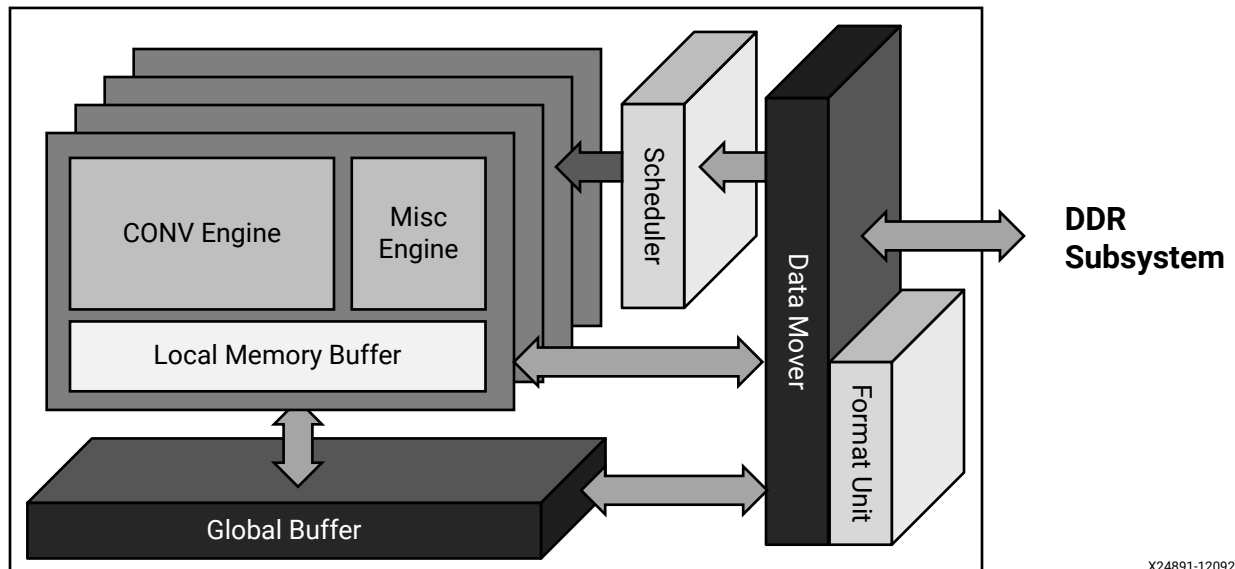 CONV Engine
Misc
Engine
Local Memory Buffer
Scheduler
Data Mover
Format Unit
Global Buffer
DDR
Subsystem
X24891-12092